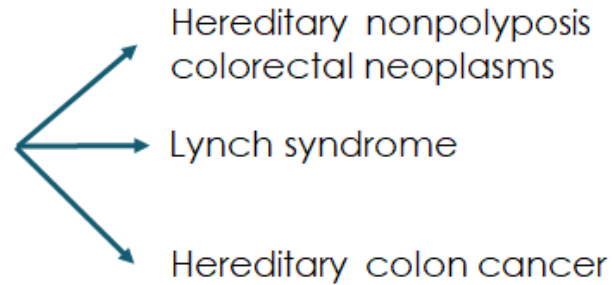 Hereditary nonpolyposis
colorectal neoplasms
Lynch syndrome
Hereditary colon cancer